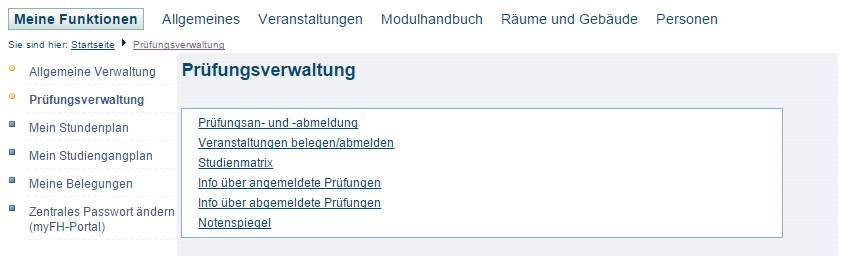 Meine Funktionen Allgemeines Veranstaltungen Modulhandbuch Räume und Gebäude Personen
Sie sind hier: Startseite Prüfungsverwaltung
Allgemeine Verwaltung
Prüfungsverwaltung
Mein Stundenplan
Mein Studiengangplan
Meine Belegungen
Zentrales Passwort ändern
(myFH-Portal)
Prüfungsverwaltung
Prüfungsan- und -abmeldung
Veranstaltungen belegen/abmelden
Studienmatrix
Info über angemeldete Prüfungen
Info über abgemeldete Prüfungen
Notenspiegel